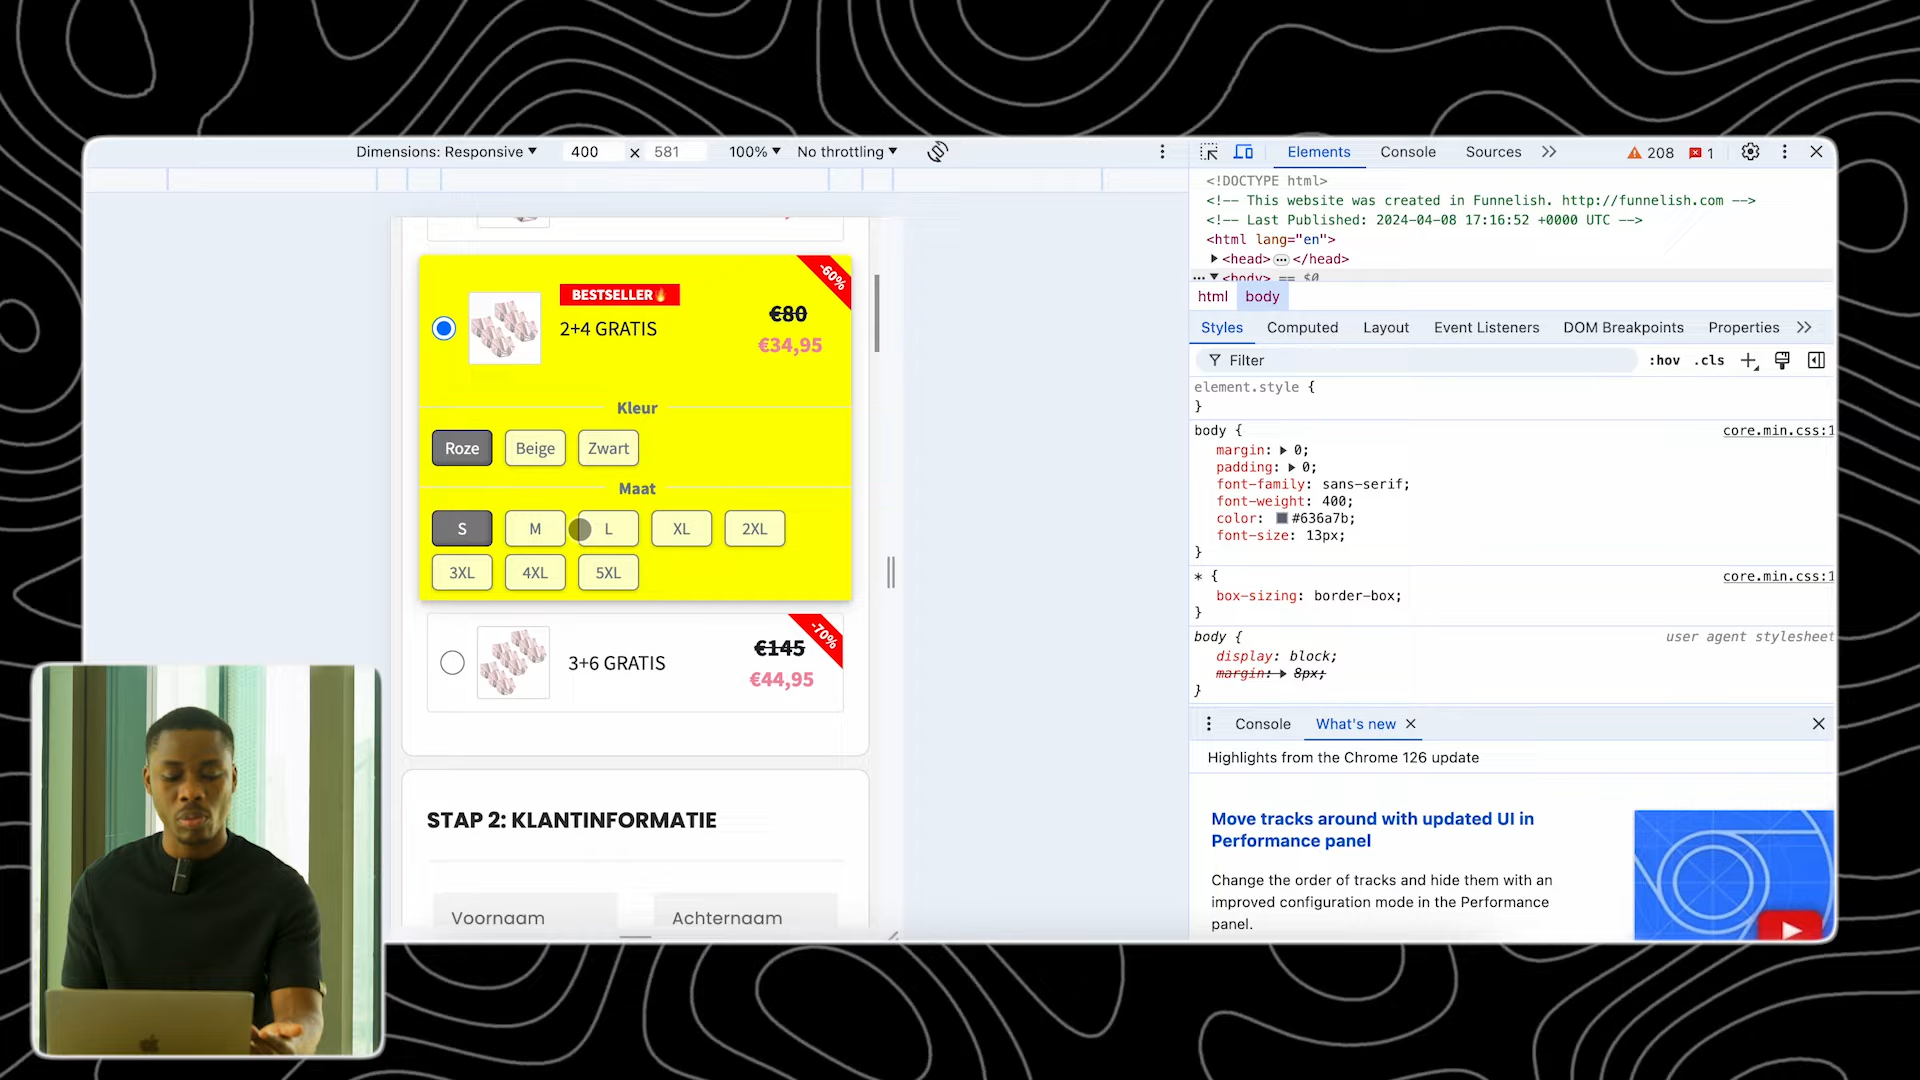 Dimensions: Responsive
400 x 581
100%
No throttling
-60%
BESTSELLER🔥
2+4 GRATIS
€80
€34,95
Kleur
Roze Beige Zwart
Maat
S M L XL 2XL
3XL 4XL 5XL
-70%
3+6 GRATIS
€145
€44,95
STAP 2: KLANTINFORMATIE
Voornaam Achternaam
Elements Console Sources
208 1
<!DOCTYPE html>
<!-- This website was created in Funnelish. http://funnelish.com -->
<!-- Last Published: 2024-04-08 17:16:52 +0000 UTC -->
<html lang="en">
<head> … </head>
··· <body> == $0
html body
Styles Computed Layout Event Listeners DOM Breakpoints Properties
Filter :hov .cls
element.style {
}
body { core.min.css:1
margin: 0;
padding: 0;
font-family: sans-serif;
font-weight: 400;
color: #636a7b;
font-size: 13px;
}
* { core.min.css:1
box-sizing: border-box;
}
body { user agent stylesheet
display: block;
margin: 8px;
}
Console What's new
Highlights from the Chrome 126 update
Move tracks around with updated UI in
Performance panel
Change the order of tracks and hide them with an
improved configuration mode in the Performance
panel.